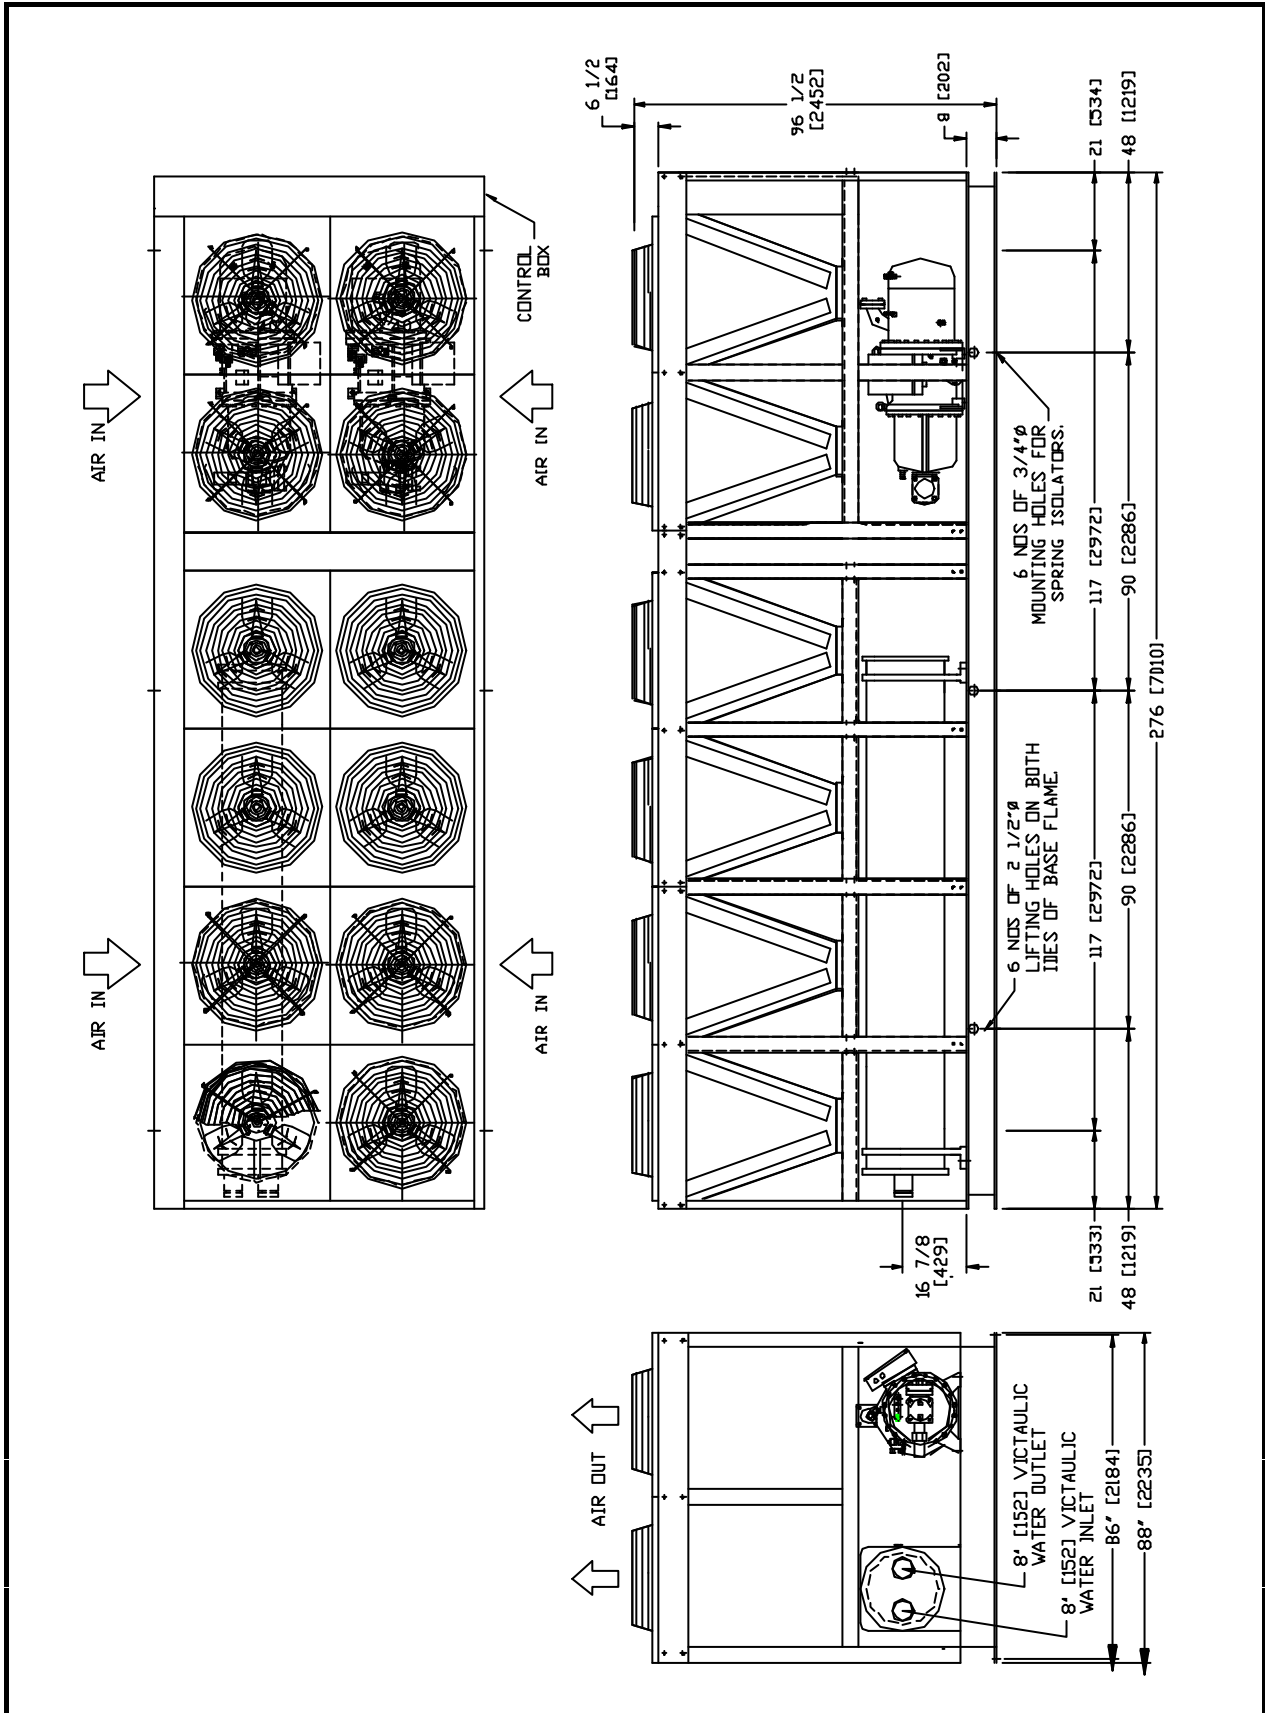 AIR IN
AIR IN
CONTROL
BOX
AIR IN
AIR IN
6 1/2
[164]
96 1/2
[2452]
8 [202]
21 [534]
48 [1219]
6 NOS OF 3/4"Ø
MOUNTING HOLES FOR
SPRING ISOLATORS.
117 [2972]
90 [2286]
276 [7010]
6 NOS OF 2 1/2"Ø
LIFTING HOLES ON BOTH
IDES OF BASE FLAME.
117 [2972]
90 [2286]
16 7/8
[429]
21 [533]
48 [1219]
AIR OUT
8" [152] VICTAULIC
WATER OUTLET
8" [152] VICTAULIC
WATER INLET
86" [2184]
88" [2235]